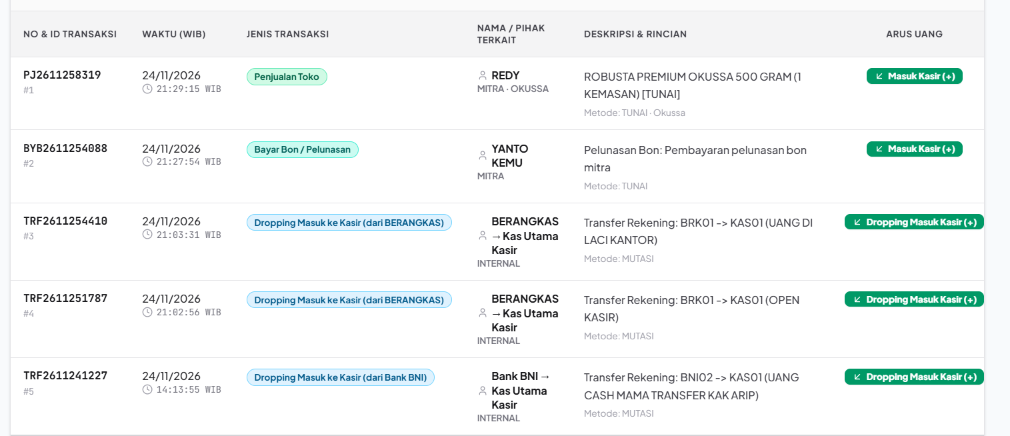 NO & ID TRANSAKSI WAKTU (WIB) JENIS TRANSAKSI NAMA / PIHAK TERKAIT DESKRIPSI & RINCIAN ARUS UANG
PJ2611258319
#1
24/11/2026
21:29:15 WIB
Penjualan Toko
REDY
MITRA · OKUSSA
ROBUSTA PREMIUM OKUSSA 500 GRAM (1
KEMASAN) [TUNAI]
Metode: TUNAI · Okussa
Masuk Kasir (+)
BYB2611254088
#2
24/11/2026
21:27:54 WIB
Bayar Bon / Pelunasan
YANTO
KEMU
MITRA
Pelunasan Bon: Pembayaran pelunasan bon
mitra
Metode: TUNAI
Masuk Kasir (+)
TRF2611254410
#3
24/11/2026
21:03:31 WIB
Dropping Masuk ke Kasir (dari BERANGKAS)
BERANGKAS
→ Kas Utama
Kasir
INTERNAL
Transfer Rekening: BRK01 -> KAS01 (UANG DI
LACI KANTOR)
Metode: MUTASI
Dropping Masuk Kasir (+)
TRF2611251787
#4
24/11/2026
21:02:56 WIB
Dropping Masuk ke Kasir (dari BERANGKAS)
BERANGKAS
→ Kas Utama
Kasir
INTERNAL
Transfer Rekening: BRK01 -> KAS01 (OPEN
KASIR)
Metode: MUTASI
Dropping Masuk Kasir (+)
TRF2611241227
#5
24/11/2026
14:13:55 WIB
Dropping Masuk ke Kasir (dari Bank BNI)
Bank BNI →
Kas Utama
Kasir
INTERNAL
Transfer Rekening: BNI02 -> KAS01 (UANG
CASH MAMA TRANSFER KAK ARIP)
Metode: MUTASI
Dropping Masuk Kasir (+)